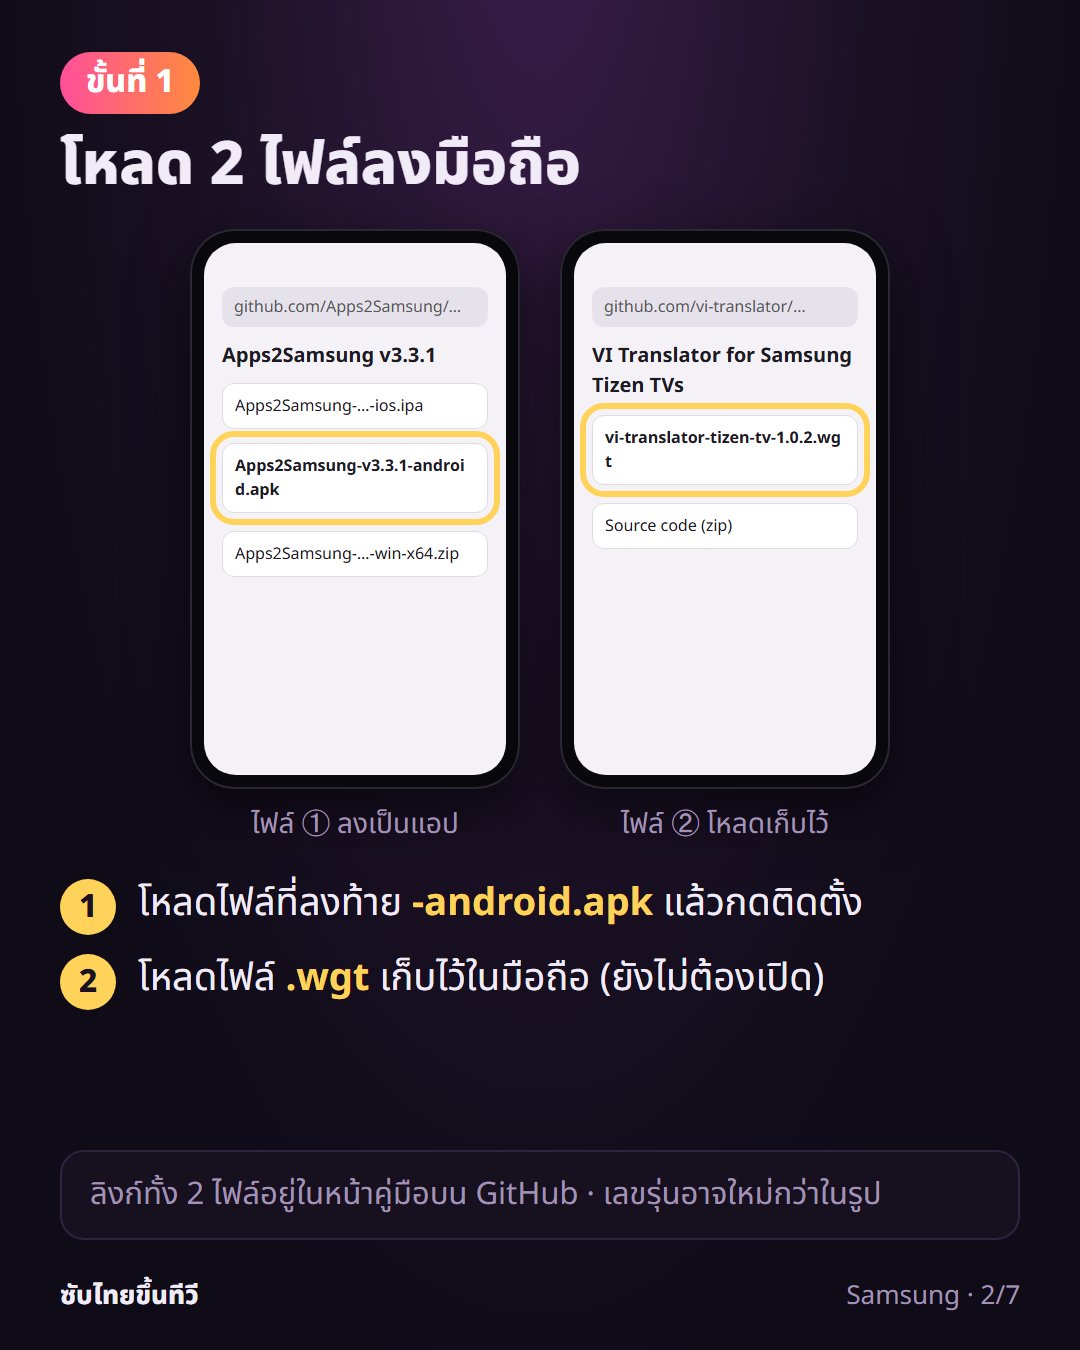 ขั้นที่ 1
โหลด 2 ไฟล์ลงมือถือ
github.com/Apps2Samsung/...
Apps2Samsung v3.3.1
Apps2Samsung-...-ios.ipa
Apps2Samsung-v3.3.1-androi
d.apk
Apps2Samsung-...-win-x64.zip
ไฟล์ ① ลงเป็นแอป
github.com/vi-translator/...
VI Translator for Samsung
Tizen TVs
vi-translator-tizen-tv-1.0.2.wg
t
Source code (zip)
ไฟล์ ② โหลดเก็บไว้
1 โหลดไฟล์ที่ลงท้าย -android.apk แล้วกดติดตั้ง
2 โหลดไฟล์ .wgt เก็บไว้ในมือถือ (ยังไม่ต้องเปิด)
ลิงก์ทั้ง 2 ไฟล์อยู่ในหน้าคู่มือบน GitHub · เลขรุ่นอาจใหม่กว่าในรูป
ซับไทยขึ้นทีวี
Samsung · 2/7